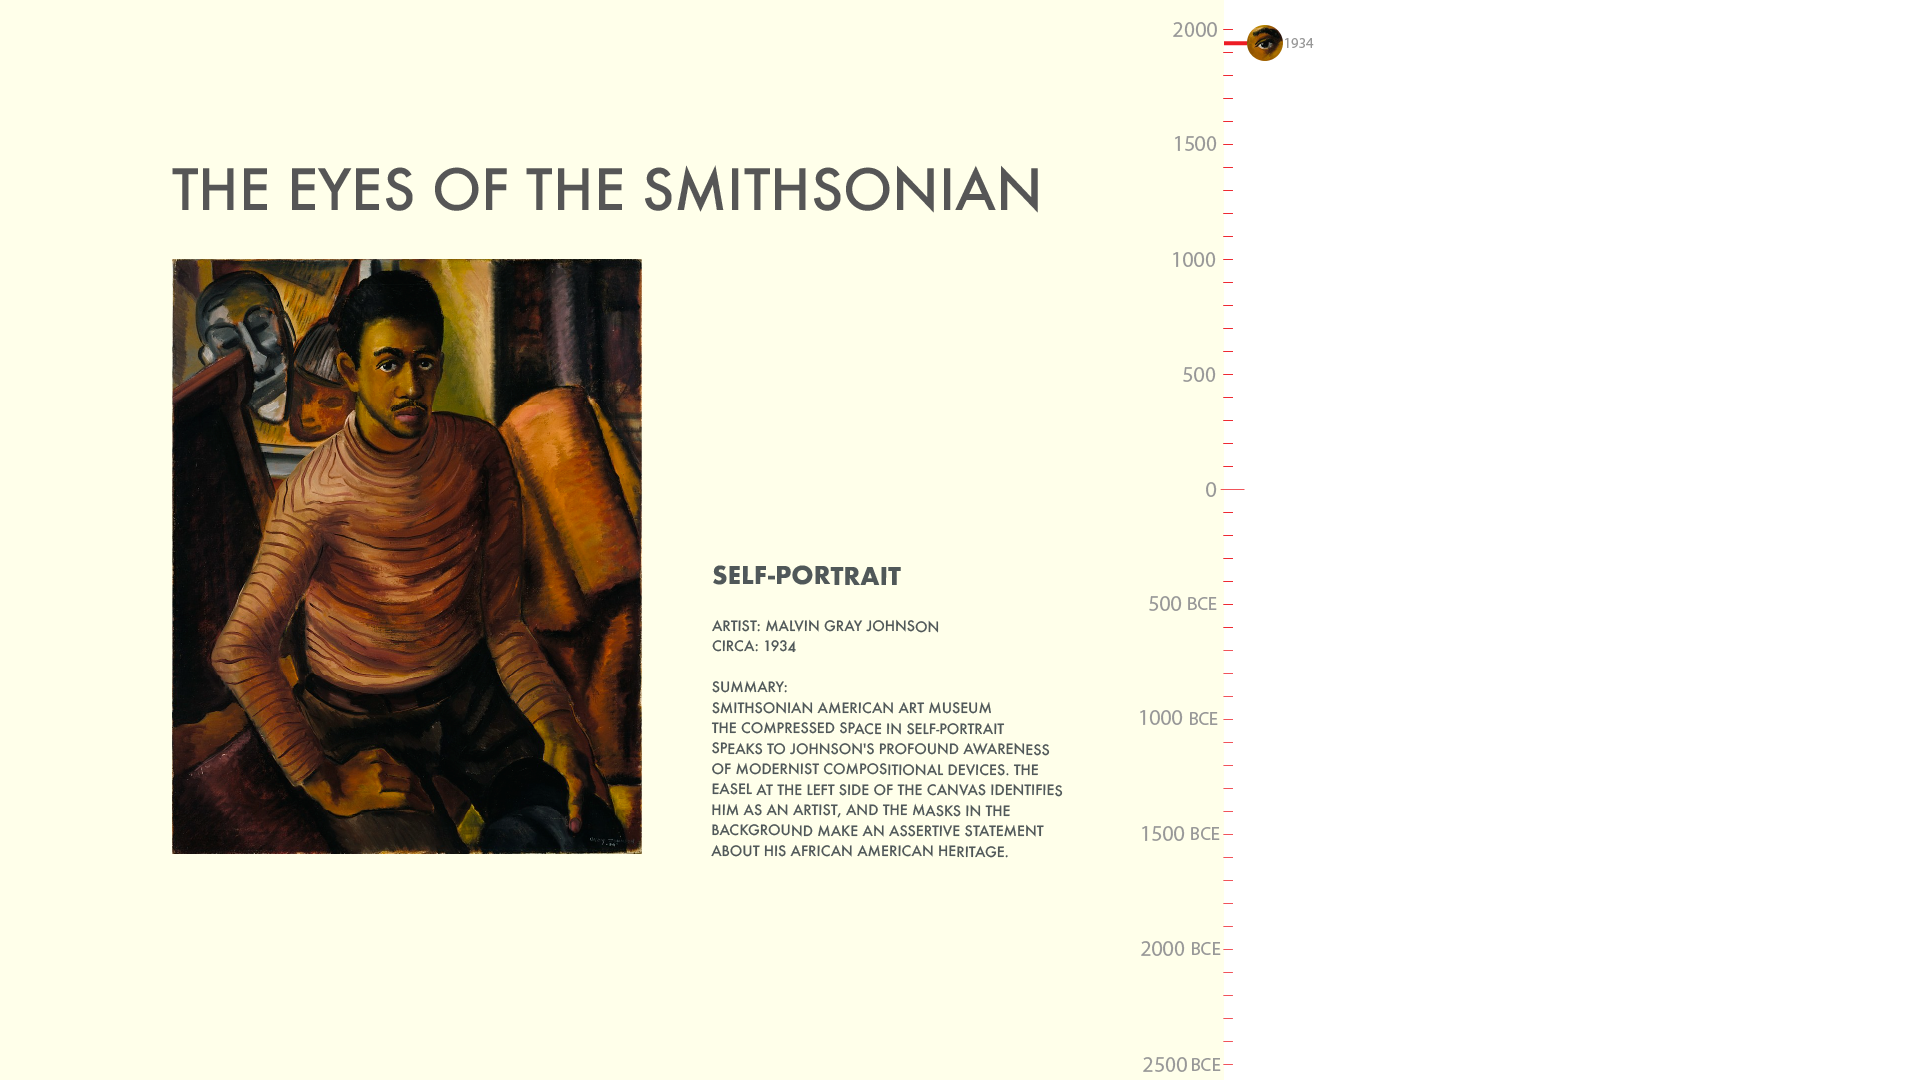 THE EYES OF THE SMITHSONIAN
SELF-PORTRAIT
ARTIST: MALVIN GRAY JOHNSON
CIRCA: 1934
SUMMARY:
SMITHSONIAN AMERICAN ART MUSEUM
THE COMPRESSED SPACE IN SELF-PORTRAIT
SPEAKS TO JOHNSON'S PROFOUND AWARENESS
OF MODERNIST COMPOSITIONAL DEVICES. THE
EASEL AT THE LEFT SIDE OF THE CANVAS IDENTIFIES
HIM AS AN ARTIST, AND THE MASKS IN THE
BACKGROUND MAKE AN ASSERTIVE STATEMENT
ABOUT HIS AFRICAN AMERICAN HERITAGE.
2000
1934
1500
1000
500
0
500 BCE
1000 BCE
1500 BCE
2000 BCE
2500 BCE